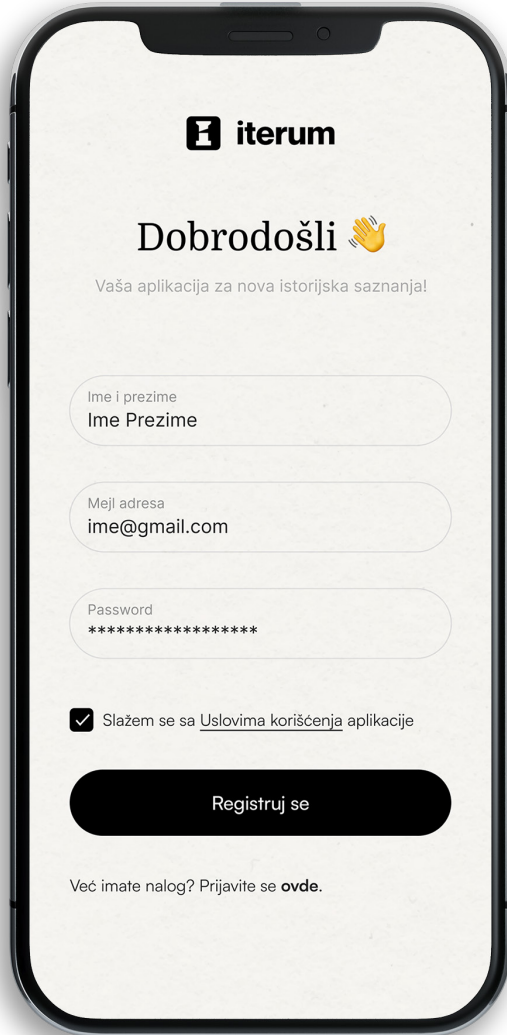 iterum
Dobrodošli 👋
Vaša aplikacija za nova istorijska saznanja!
Ime i prezime
Ime Prezime
Mejl adresa
ime@gmail.com
Password
******************
Slažem se sa Uslovima korišćenja aplikacije
Registruj se
Već imate nalog? Prijavite se ovde.